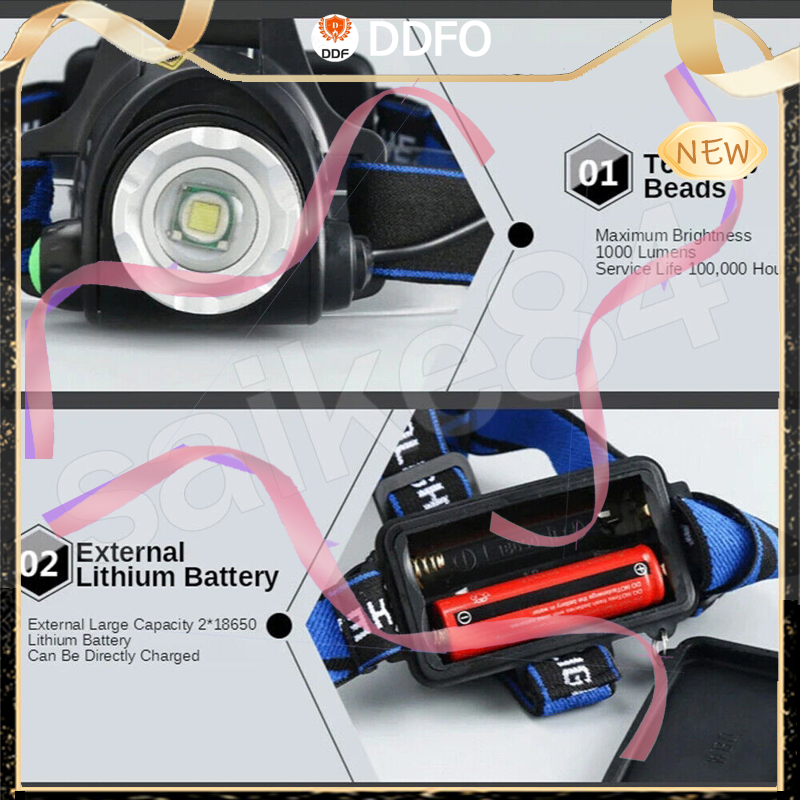 DDF
DDFO
NEW
01
Beads
Maximum Brightness
1000 Lumens
Service Life 100,000 Hou
saike84
02
External
Lithium Battery
External Large Capacity 2*18650
Lithium Battery
Can Be Directly Charged